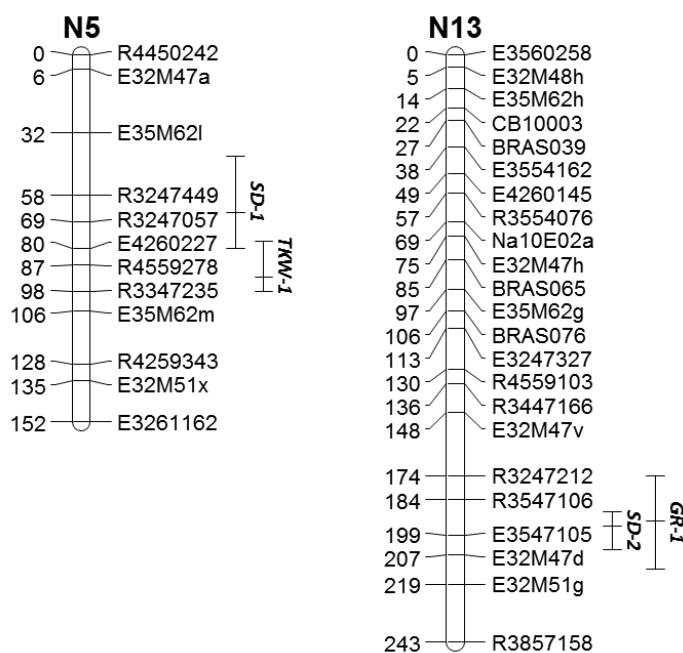 N5
0 R4450242
6 E32M47a
32 E35M62l
58 R3247449
69 R3247057
80 E4260227
87 R4559278
98 R3347235
106 E35M62m
128 R4259343
135 E32M51x
152 E3261162
SD-1
TKW-1
N13
0 E3560258
5 E32M48h
14 E35M62h
22 CB10003
27 BRAS039
38 E3554162
49 E4260145
57 R3554076
69 Na10E02a
75 E32M47h
85 BRAS065
97 E35M62g
106 BRAS076
113 E3247327
130 R4559103
136 R3447166
148 E32M47v
174 R3247212
184 R3547106
199 E3547105
207 E32M47d
219 E32M51g
243 R3857158
SD-2
GR-1